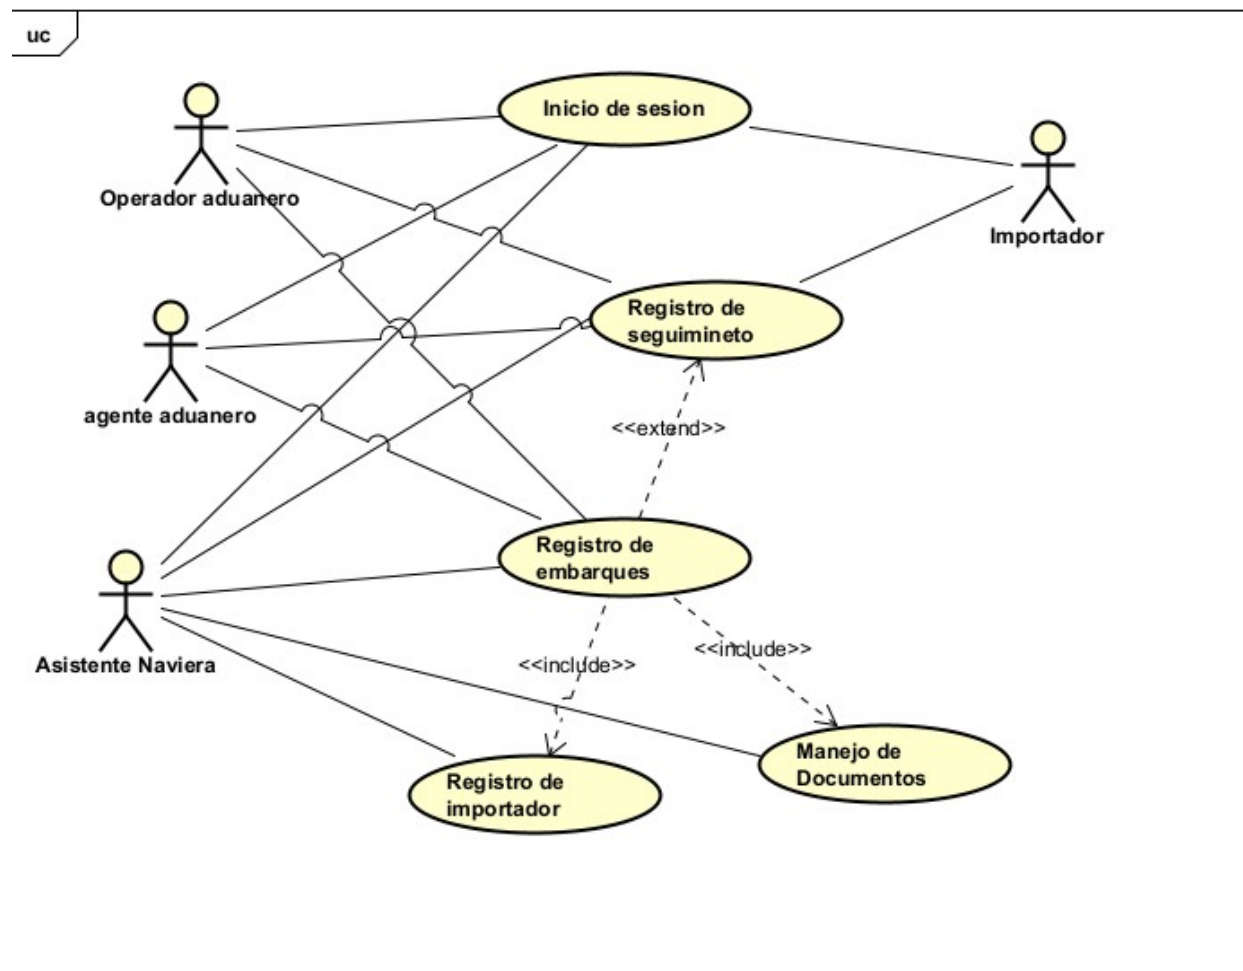 uc
Inicio de sesion
Operador aduanero
Importador
Registro de
seguimineto
agente aduanero
<<extend>>
Registro de
embarques
Asistente Naviera
<<include>>
<<include>>
Registro de
importador
Manejo de
Documentos